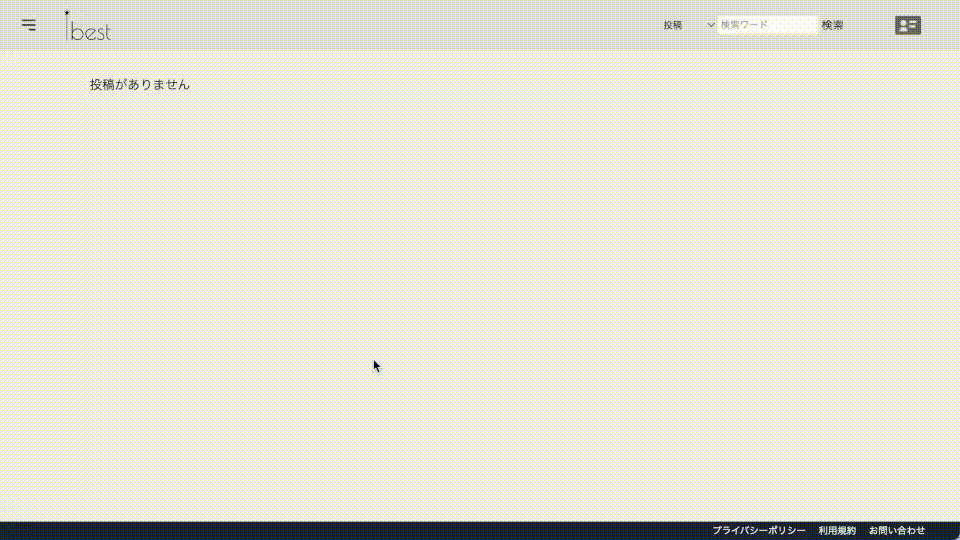 best
投稿
検索ワード
検索
投稿がありません
プライバシーポリシー 利用規約 お問い合わせ